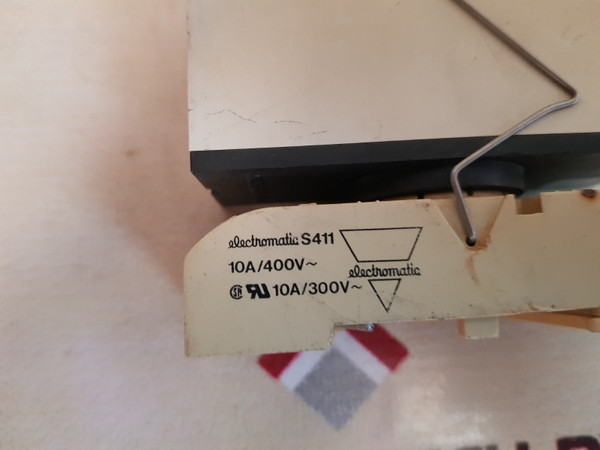 electromatic S411
10A/400V~
electromatic
10A/300V~